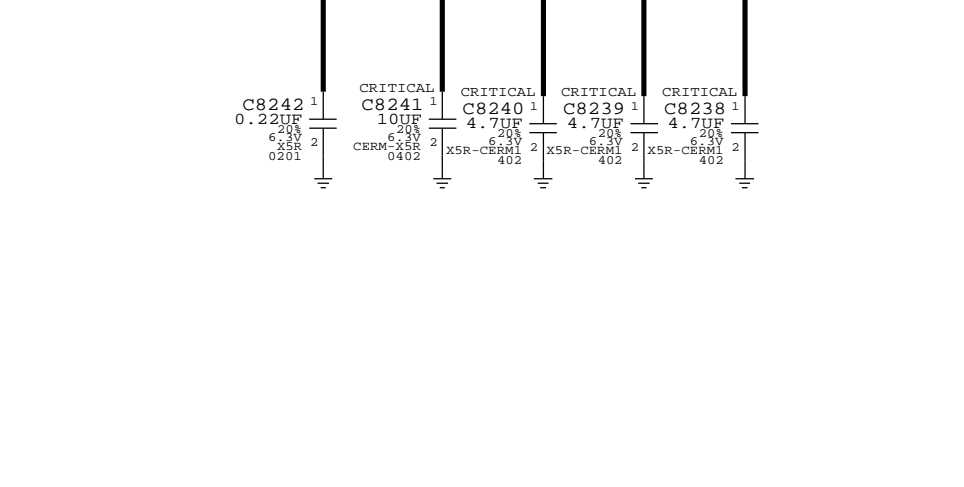 CRITICAL
C8242 1
0.22UF
20%
6.3V
X5R
0201
2
CRITICAL
C8241 1
10UF
20%
6.3V
CERM-X5R
0402
2
CRITICAL
C8240 1
4.7UF
20%
6.3V
X5R-CERM1
402
2
CRITICAL
C8239 1
4.7UF
20%
6.3V
X5R-CERM1
402
2
C8238 1
4.7UF
20%
6.3V
X5R-CERM1
402
2